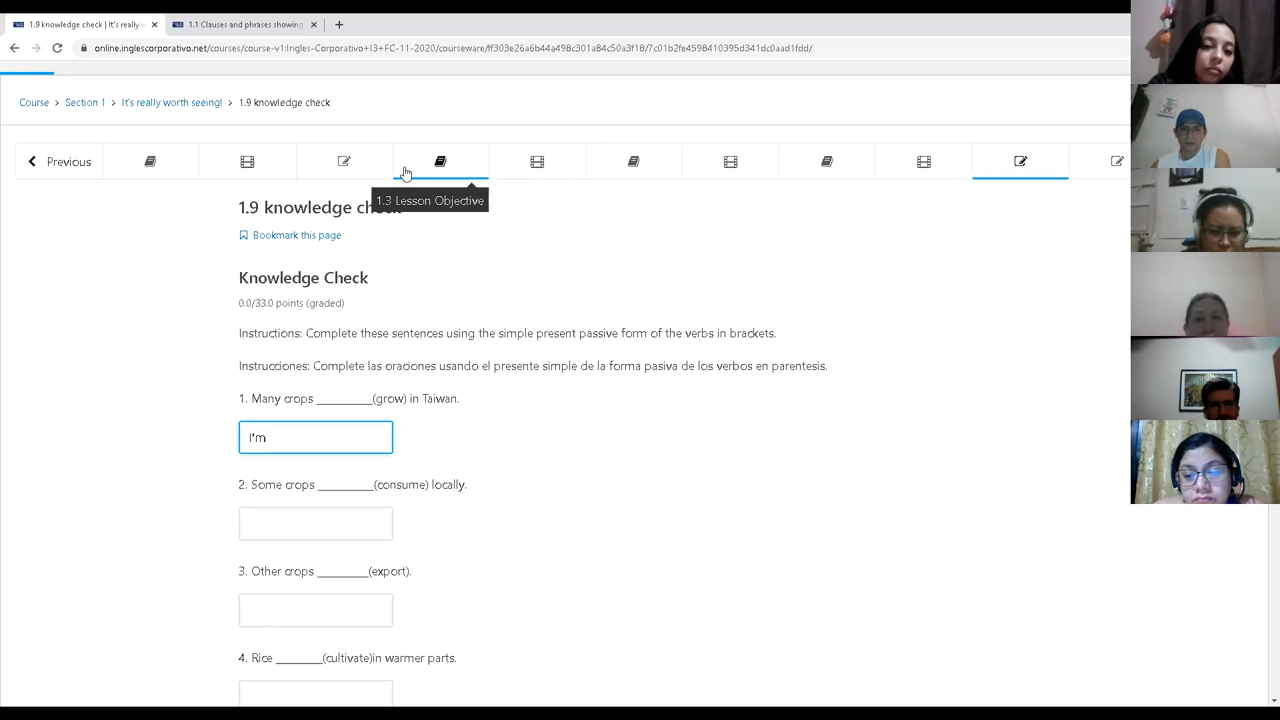 1.9 knowledge check | It's really
1.1 Clauses and phrases showing
online.inglescorporativo.net/courses/course-v1:Ingles-Corporativo+I3+FC-11-2020/courseware/ff303e26a6b44a498c301a84c50a3f18/7c01b2fe4598410395d341dc0aad1fdd/
Course > Section 1 > It's really worth seeing! > 1.9 knowledge check
Previous
1.3 Lesson Objective
1.9 knowledge che
Bookmark this page
Knowledge Check
0.0/33.0 points (graded)
Instructions: Complete these sentences using the simple present passive form of the verbs in brackets.
Instrucciones: Complete las oraciones usando el presente simple de la forma pasiva de los verbos en parentesis.
1. Many crops _________(grow) in Taiwan.
I'm
2. Some crops _________(consume) locally.
3. Other crops ________(export).
4. Rice _______(cultivate)in warmer parts.